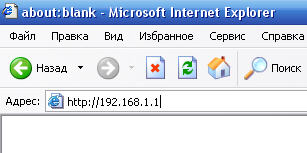 about:blank - Microsoft Internet Explorer
Файл Правка Вид Избранное Сервис Справка
Назад Поиск
Адрес: http://192.168.1.1